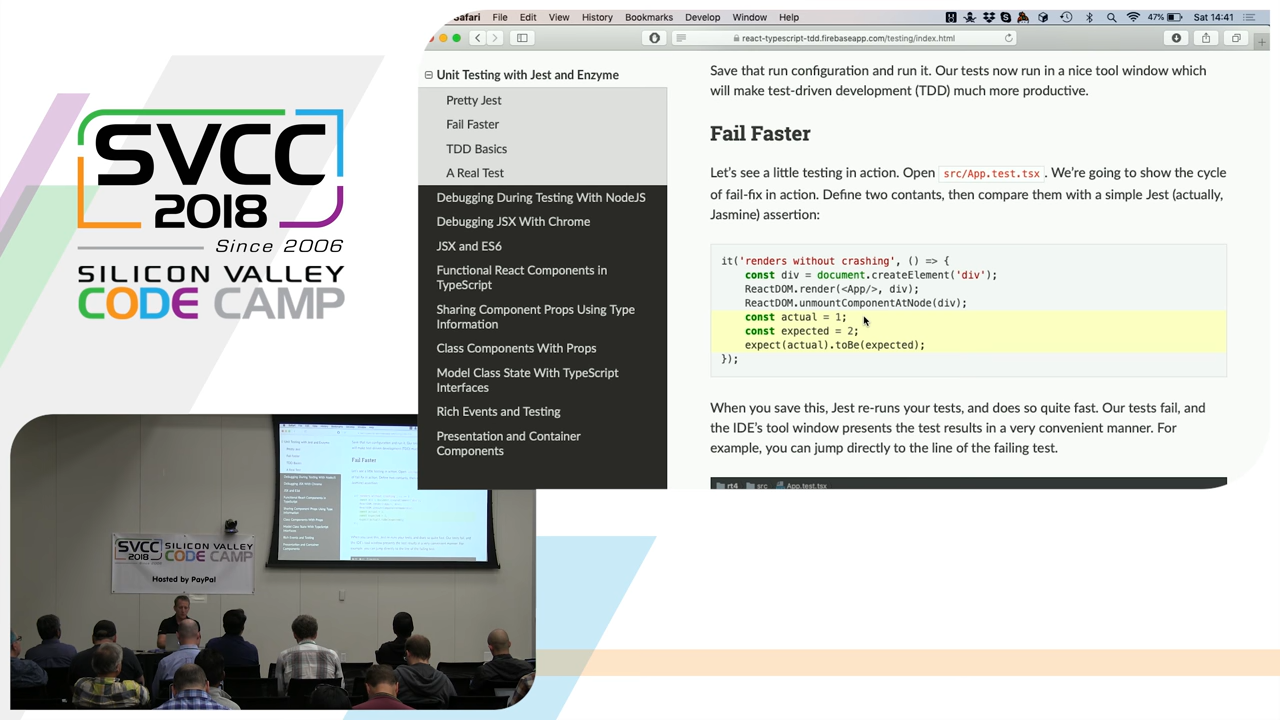 Safari File Edit View History Bookmarks Develop Window Help 47% Sat 14:41
react-typescript-tdd.firebaseapp.com/testing/index.html
SVCC
2018
Since 2006
SILICON VALLEY
CODE CAMP
Unit Testing with Jest and Enzyme
Pretty Jest
Fail Faster
TDD Basics
A Real Test
Debugging During Testing With NodeJS
Debugging JSX With Chrome
JSX and ES6
Functional React Components in
TypeScript
Sharing Component Props Using Type
Information
Class Components With Props
Model Class State With TypeScript
Interfaces
Rich Events and Testing
Presentation and Container
Components
Save that run configuration and run it. Our tests now run in a nice tool window which
will make test-driven development (TDD) much more productive.
Fail Faster
Let's see a little testing in action. Open src/App.test.tsx. We're going to show the cycle
of fail-fix in action. Define two contants, then compare them with a simple Jest (actually,
Jasmine) assertion:
it('renders without crashing', () => {
const div = document.createElement('div');
ReactDOM.render(<App/>, div);
ReactDOM.unmountComponentAtNode(div);
const actual = 1;
const expected = 2;
expect(actual).toBe(expected);
});
When you save this, Jest re-runs your tests, and does so quite fast. Our tests fail, and
the IDE's tool window presents the test results in a very convenient manner. For
example, you can jump directly to the line of the failing test.
rt4 src App.test.tsx
SVCC
2018
SILICON VALLEY
CODE CAMP
Hosted by PayPal